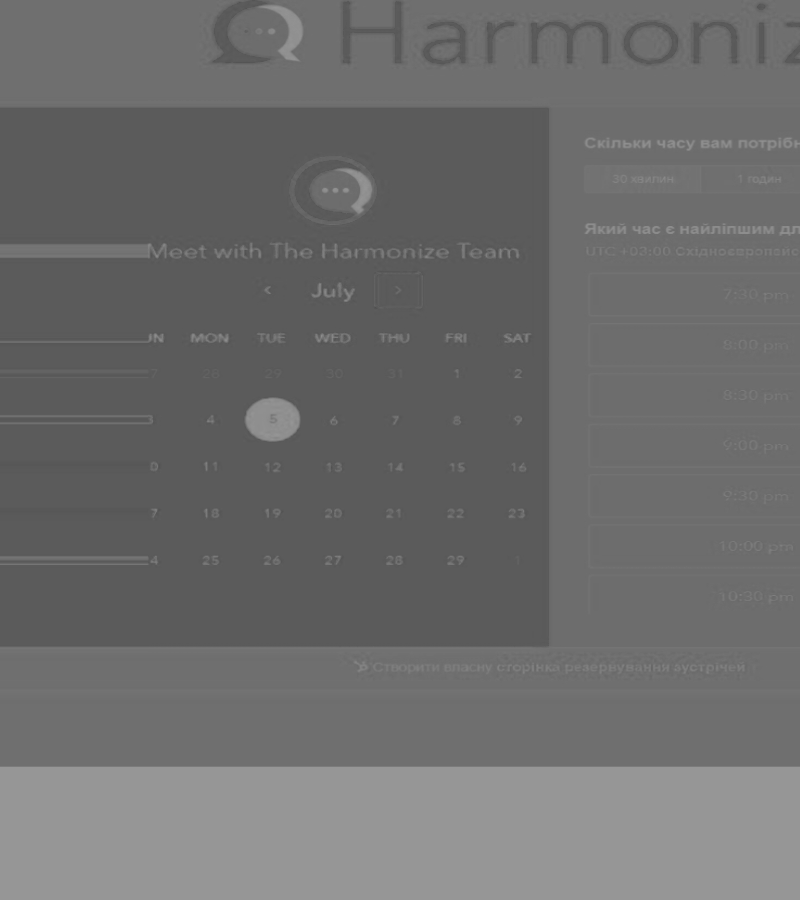 Harmoniz
Meet with The Harmonize Team
‹ July ›
UN MON TUE WED THU FRI SAT
7 28 29 30 31 1 2
3 4 5 6 7 8 9
0 11 12 13 14 15 16
7 18 19 20 21 22 23
4 25 26 27 28 29 1
Скільки часу вам потрібн
30 хвилин 1 годин
Який час є найліпшим дл
UTC +03:00 Східноєвропейс
7:30 pm
8:00 pm
8:30 pm
9:00 pm
9:30 pm
10:00 pm
10:30 pm
Створити власну сторінка резервування зустрічей